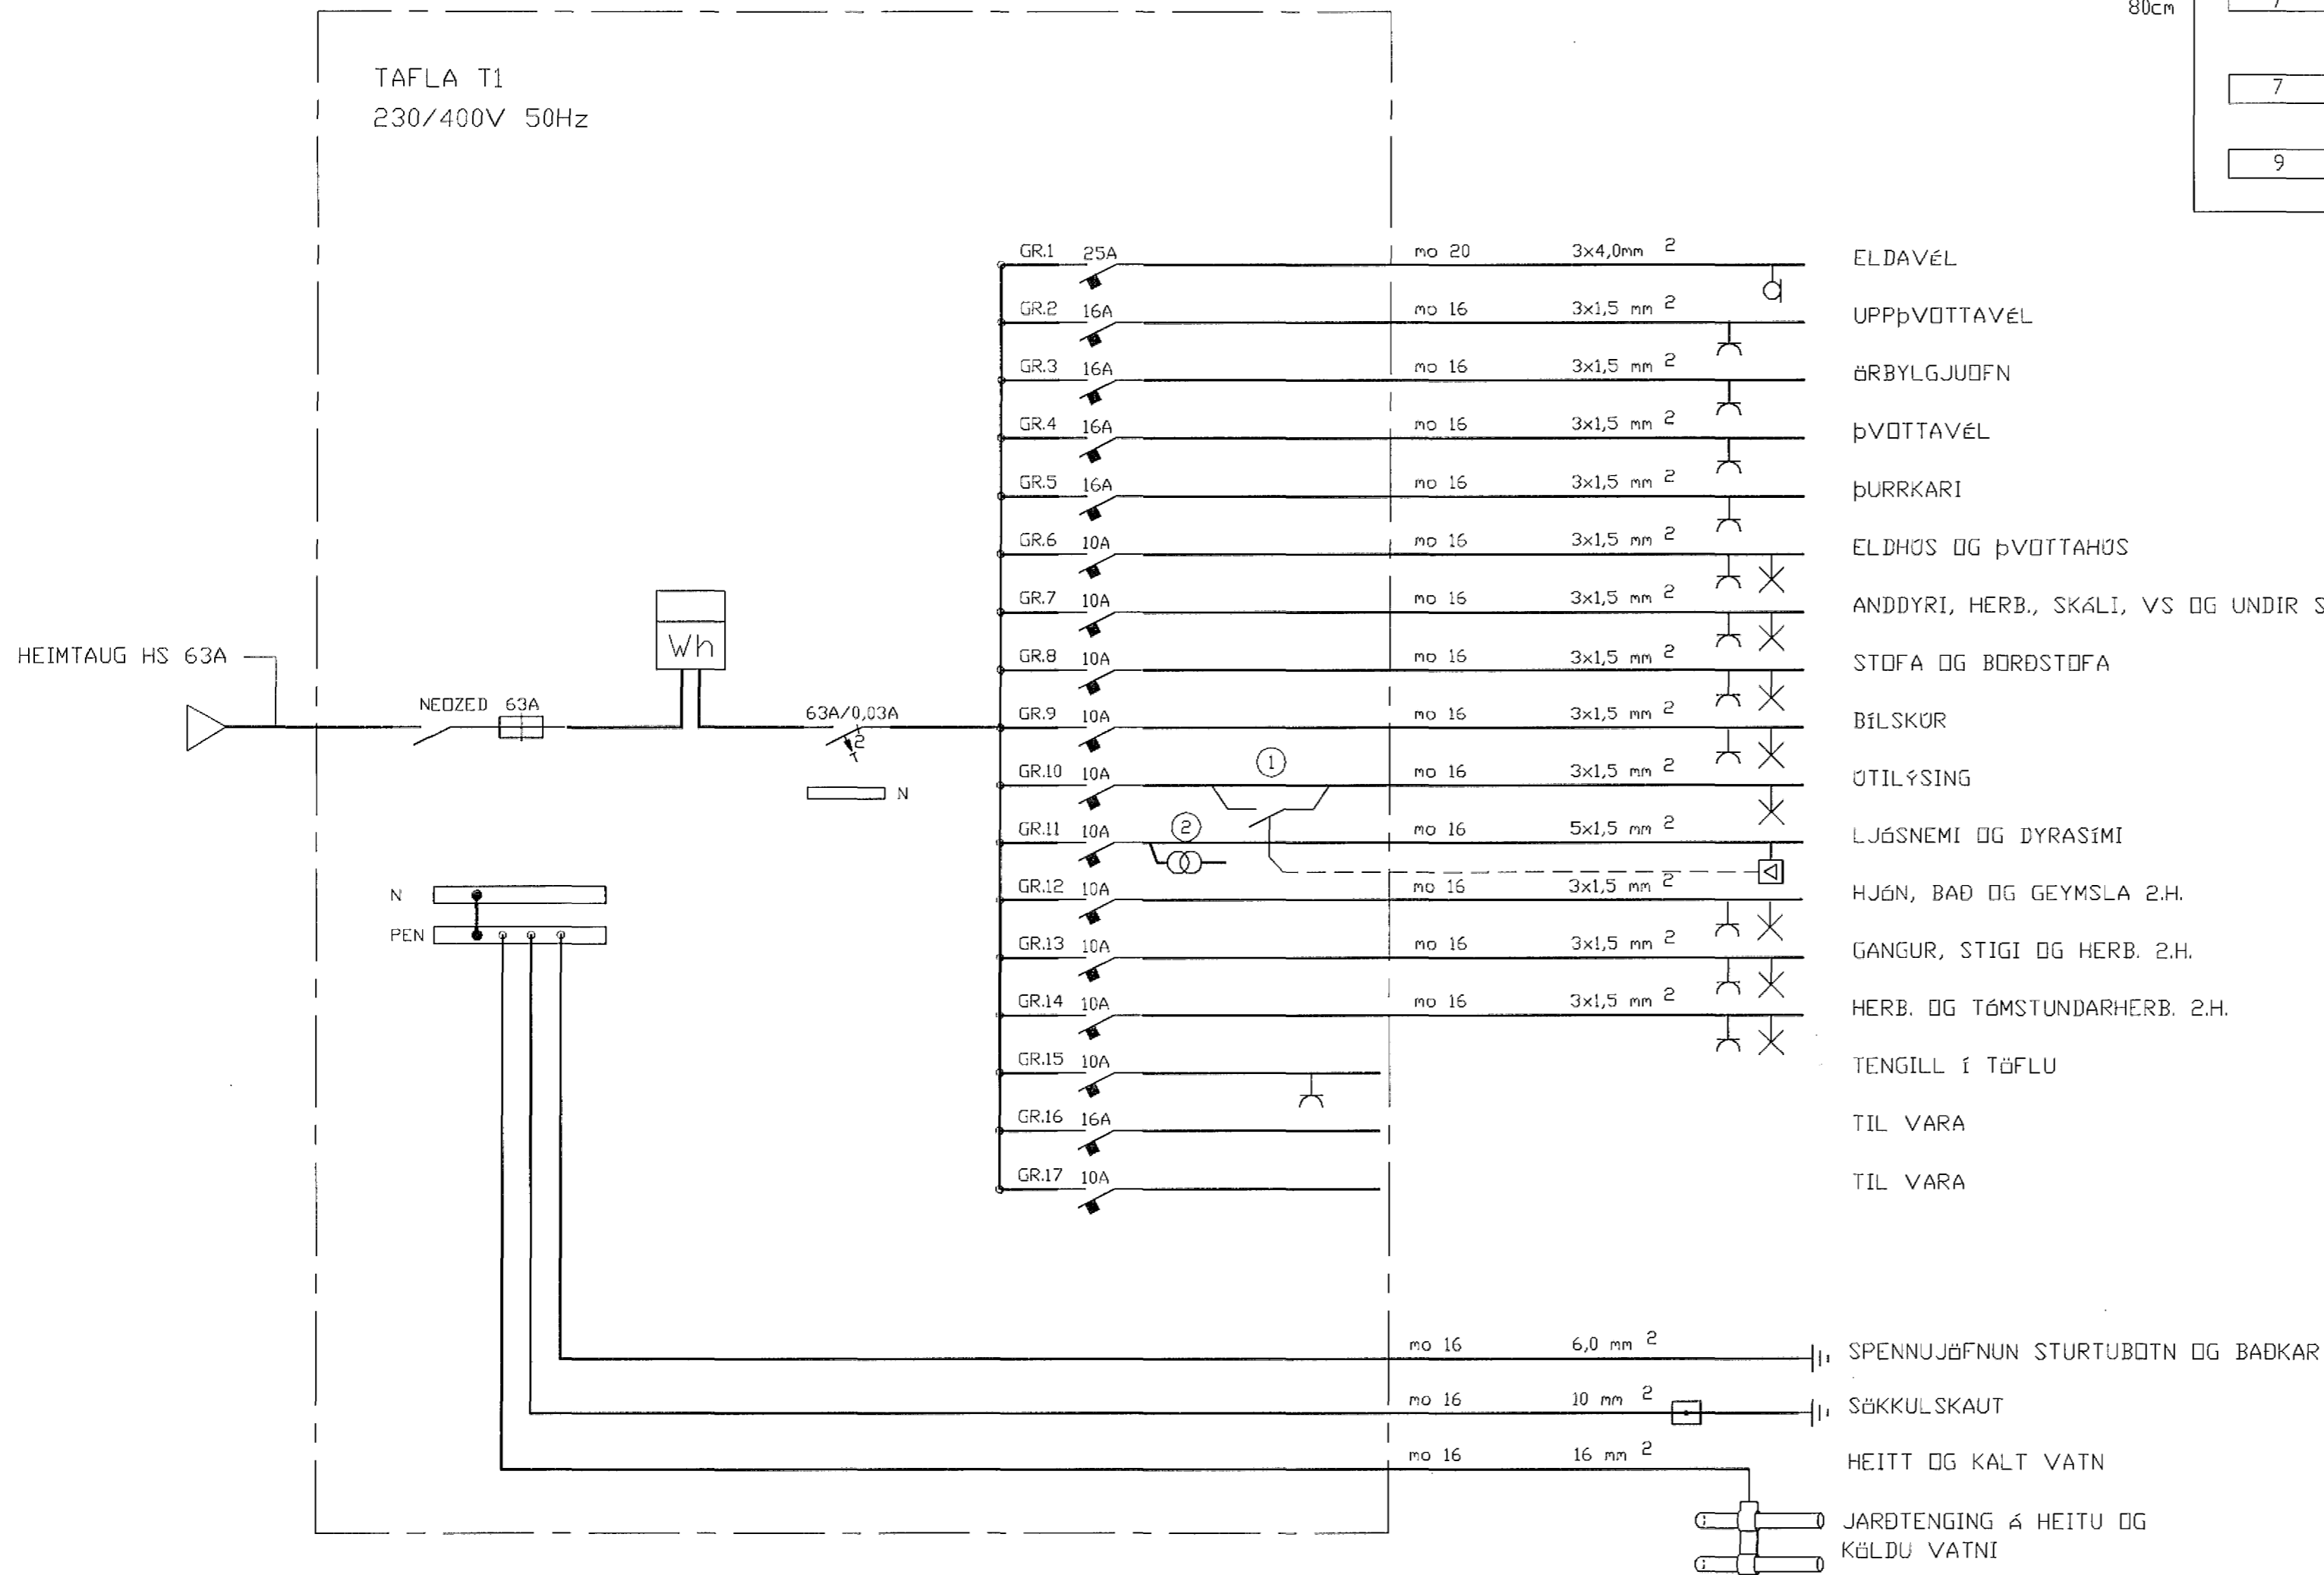 80cm
7
7
9
TAFLA T1
230/400V 50Hz
GR.1 25A mo 20 3x4,0mm 2 ELDAVÉL
GR.2 16A mo 16 3x1,5 mm 2 UPPÞVOTTAVÉL
GR.3 16A mo 16 3x1,5 mm 2 ÖRBYLGJUOFN
GR.4 16A mo 16 3x1,5 mm 2 ÞVOTTAVÉL
GR.5 16A mo 16 3x1,5 mm 2 ÞURRKARI
GR.6 10A mo 16 3x1,5 mm 2 ELDHÚS OG ÞVOTTAHÚS
GR.7 10A mo 16 3x1,5 mm 2 ANDDYRI, HERB., SKÁLI, VS OG UNDIR S
GR.8 10A mo 16 3x1,5 mm 2 STOFA OG BORÐSTOFA
GR.9 10A mo 16 3x1,5 mm 2 BÍLSKÚR
GR.10 10A 1 mo 16 3x1,5 mm 2 ÚTILÝSING
GR.11 10A 2 mo 16 5x1,5 mm 2 LJÓSNEMI OG DYRASÍMI
GR.12 10A mo 16 3x1,5 mm 2 HJÓN, BAÐ OG GEYMSLA 2.H.
GR.13 10A mo 16 3x1,5 mm 2 GANGUR, STIGI OG HERB. 2.H.
GR.14 10A mo 16 3x1,5 mm 2 HERB. OG TÓMSTUNDARHERB. 2.H.
GR.15 10A TENGILL Í TÖFLU
GR.16 16A TIL VARA
GR.17 10A TIL VARA
HEIMTAUG HS 63A
NEOZED 63A
Wh
63A/0,03A
2
N
N
PEN
mo 16 6,0 mm 2 SPENNUJÖFNUN STURTUBOTN OG BAÐKAR
mo 16 10 mm 2 SÖKKULSKAUT
mo 16 16 mm 2 HEITT OG KALT VATN
JARÐTENGING Á HEITU OG
KÖLDU VATNI